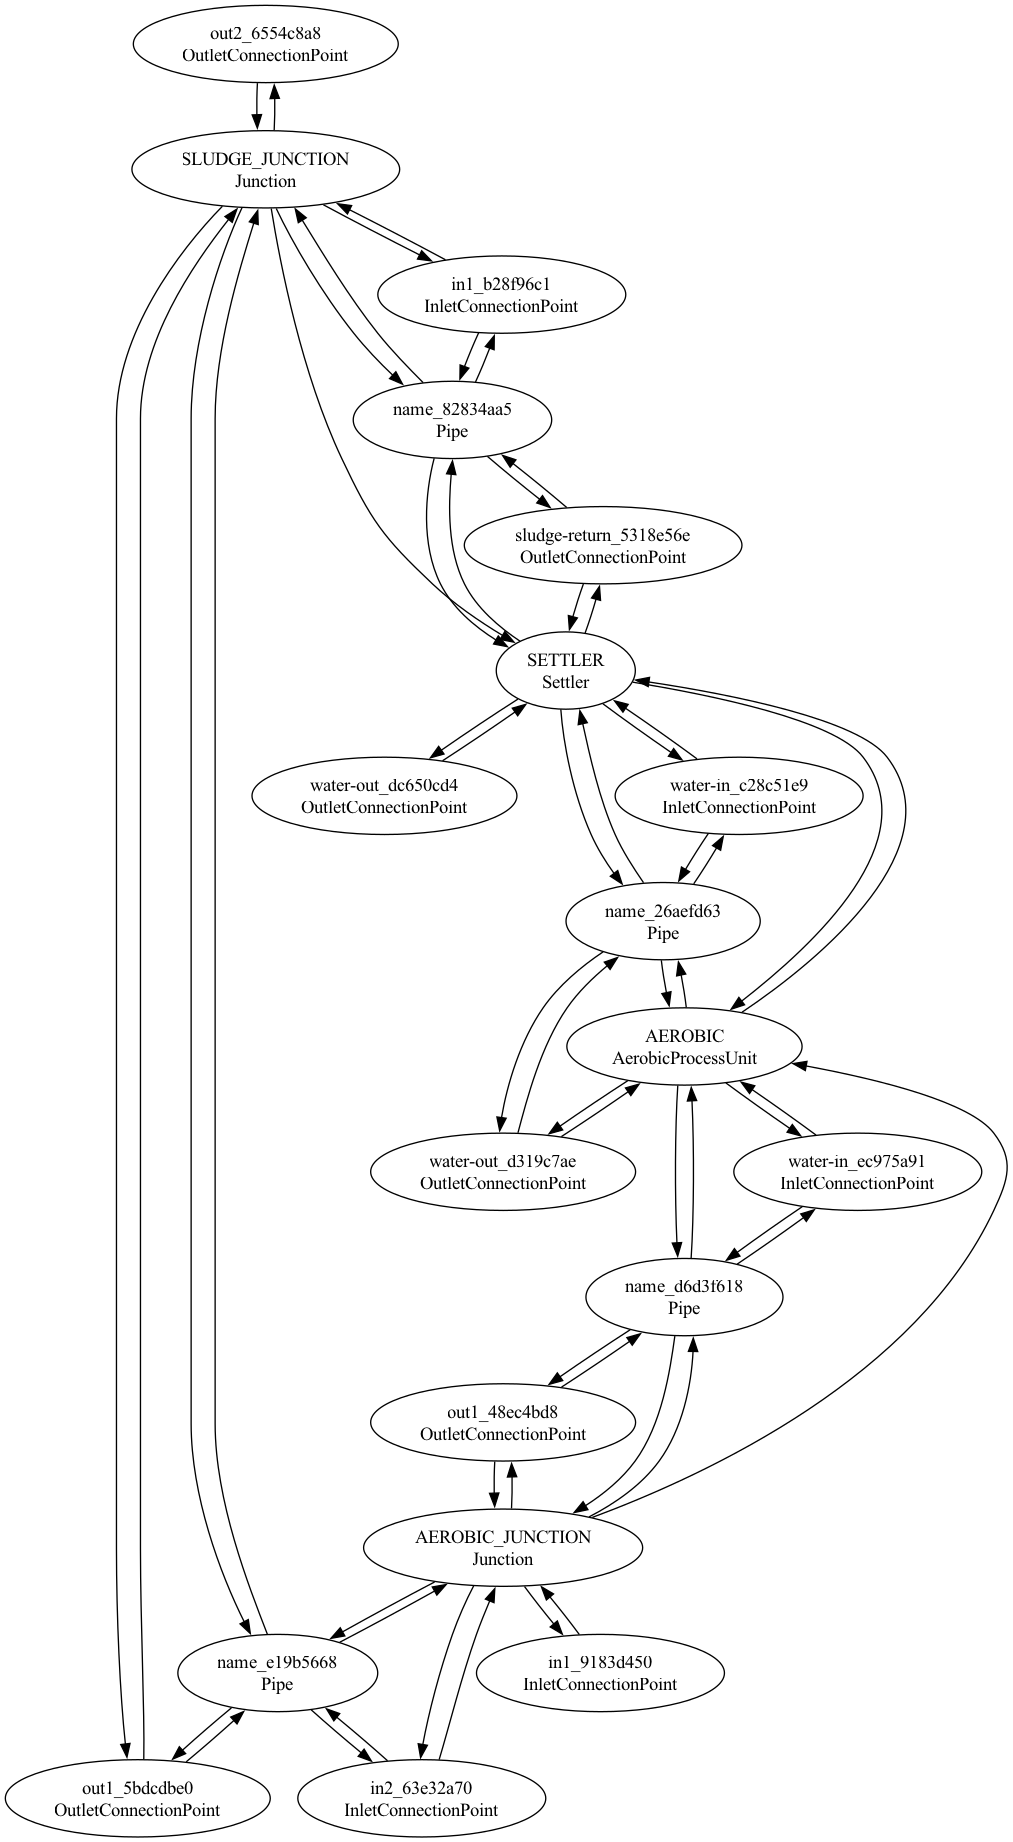 out2_6554c8a8
OutletConnectionPoint
SLUDGE_JUNCTION
Junction
in1_b28f96c1
InletConnectionPoint
name_82834aa5
Pipe
sludge-return_5318e56e
OutletConnectionPoint
SETTLER
Settler
water-out_dc650cd4
OutletConnectionPoint
water-in_c28c51e9
InletConnectionPoint
name_26aefd63
Pipe
AEROBIC
AerobicProcessUnit
water-out_d319c7ae
OutletConnectionPoint
water-in_ec975a91
InletConnectionPoint
name_d6d3f618
Pipe
out1_48ec4bd8
OutletConnectionPoint
AEROBIC_JUNCTION
Junction
name_e19b5668
Pipe
in1_9183d450
InletConnectionPoint
out1_5bdcdbe0
OutletConnectionPoint
in2_63e32a70
InletConnectionPoint